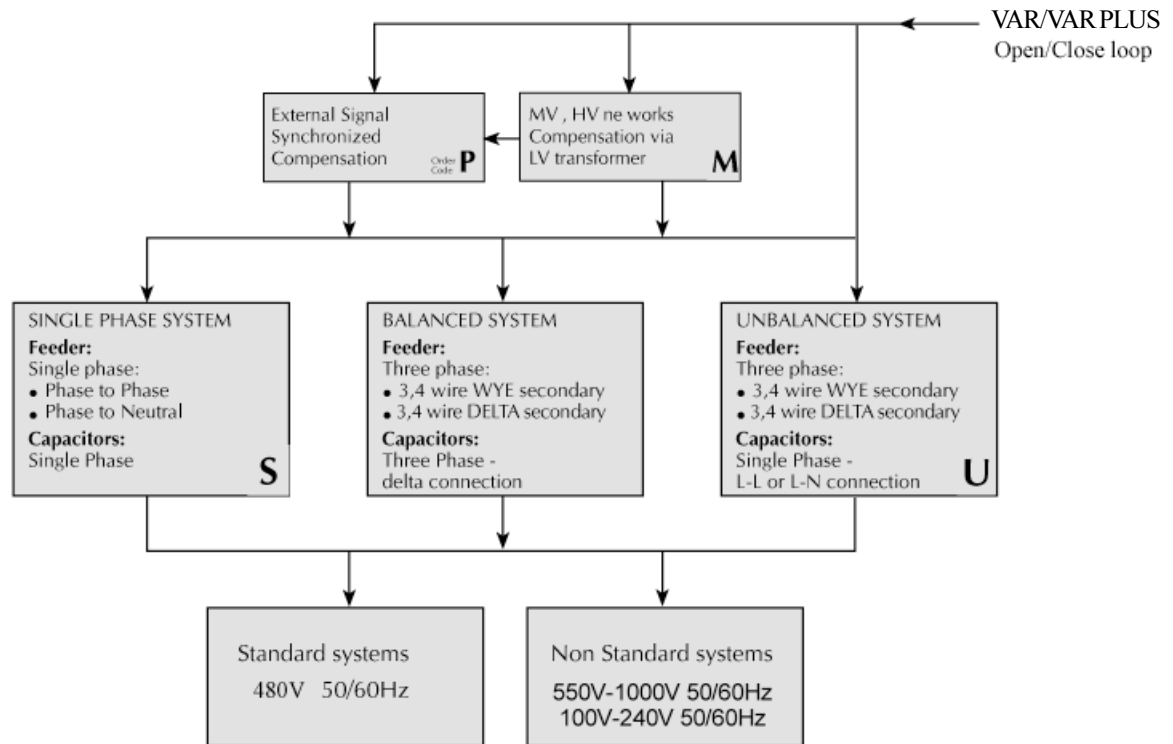 VAR/VAR PLUS
Open/Close loop
External Signal
Synchronized
Compensation
Order
Code P
MV , HV ne works
Compensation via
LV transformer
M
SINGLE PHASE SYSTEM
Feeder:
Single phase:
• Phase to Phase
• Phase to Neutral
Capacitors:
Single Phase
S
BALANCED SYSTEM
Feeder:
Three phase:
• 3,4 wire WYE secondary
• 3,4 wire DELTA secondary
Capacitors:
Three Phase -
delta connection
UNBALANCED SYSTEM
Feeder:
Three phase:
• 3,4 wire WYE secondary
• 3,4 wire DELTA secondary
Capacitors:
Single Phase -
L-L or L-N connection
U
Standard systems
480V 50/60Hz
Non Standard systems
550V-1000V 50/60Hz
100V-240V 50/60Hz